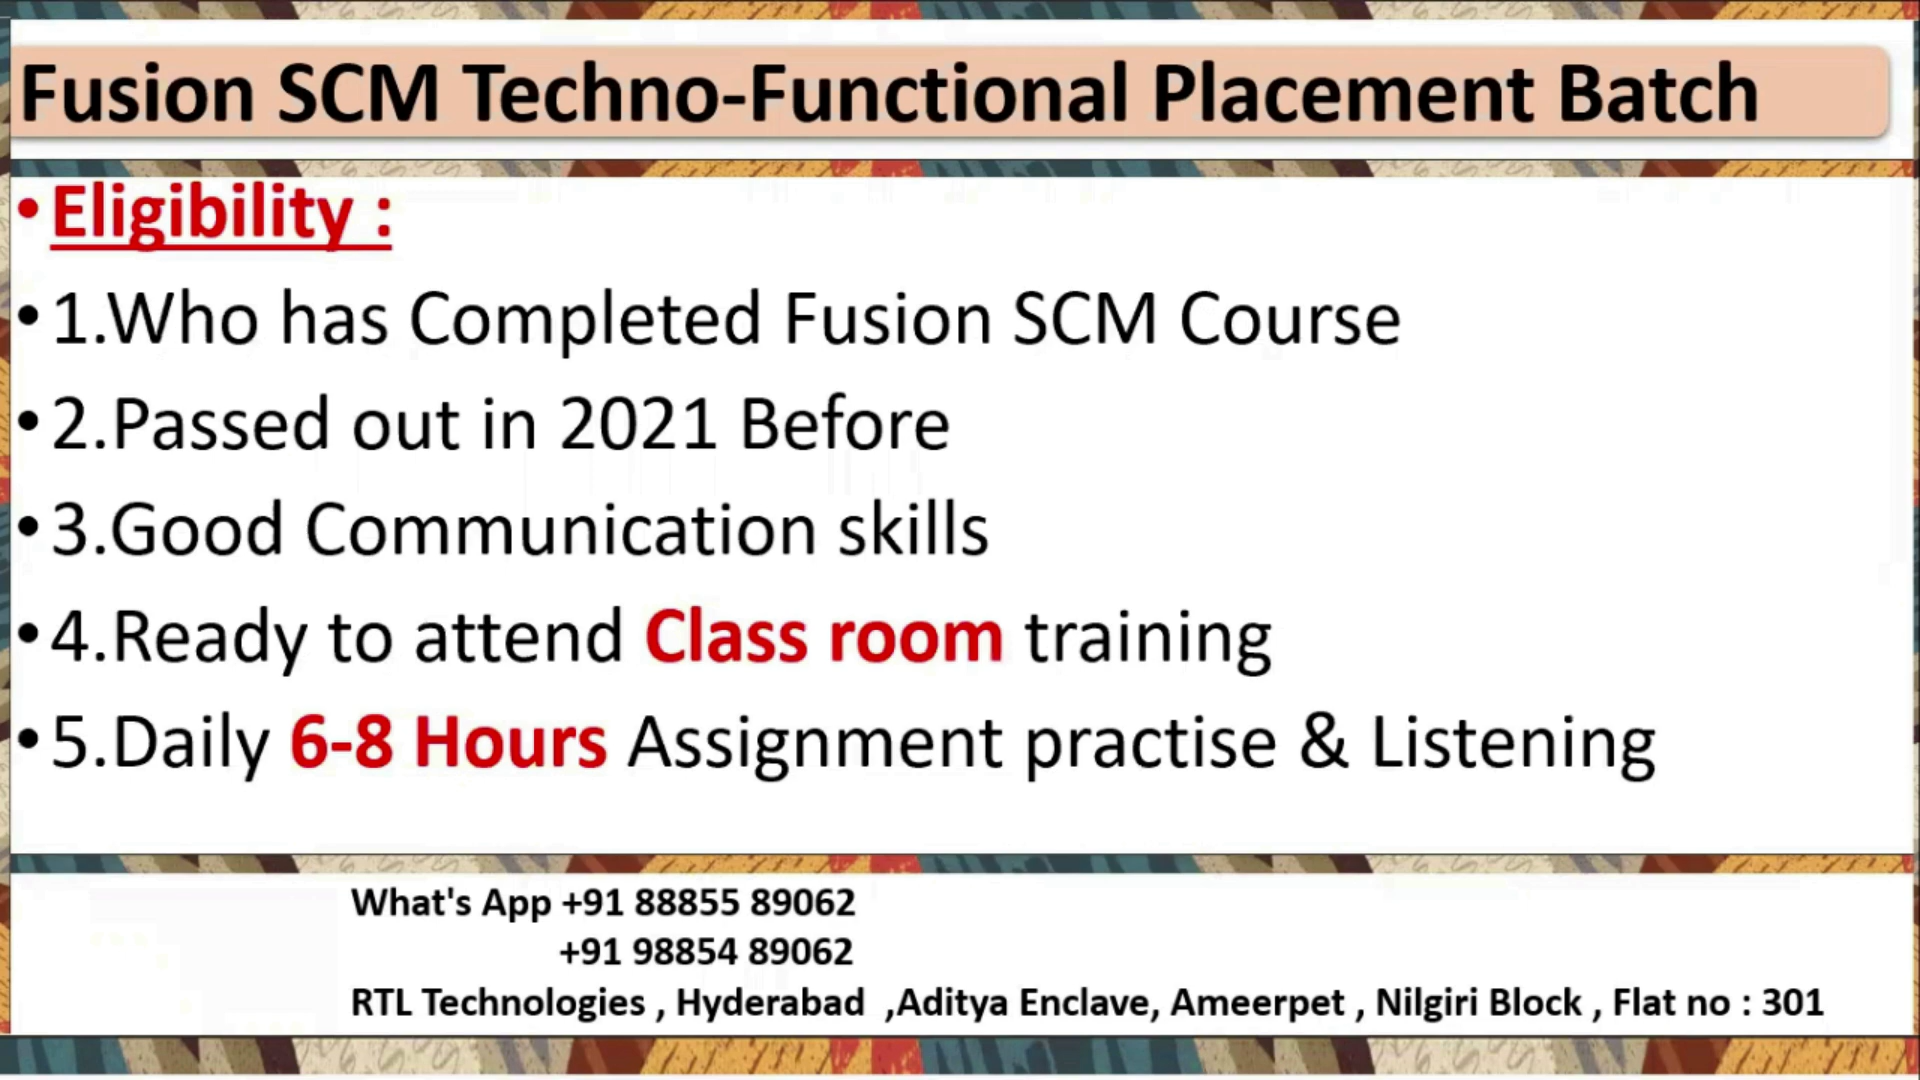 Fusion SCM Techno-Functional Placement Batch
• Eligibility :
• 1.Who has Completed Fusion SCM Course
• 2.Passed out in 2021 Before
• 3.Good Communication skills
• 4.Ready to attend Class room training
• 5.Daily 6-8 Hours Assignment practise & Listening
What's App +91 88855 89062
+91 98854 89062
RTL Technologies , Hyderabad ,Aditya Enclave, Ameerpet , Nilgiri Block , Flat no : 301